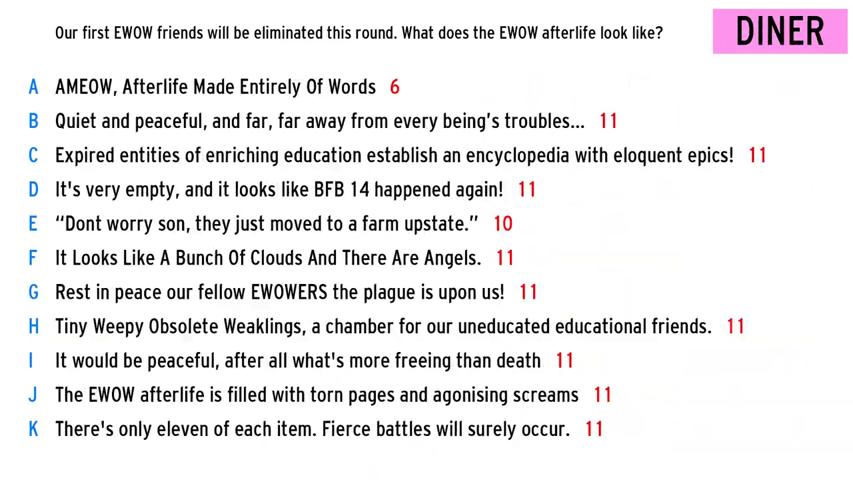 Our first EWOW friends will be eliminated this round. What does the EWOW afterlife look like?
DINER
A AMEOW, Afterlife Made Entirely Of Words 6
B Quiet and peaceful, and far, far away from every being's troubles... 11
C Expired entities of enriching education establish an encyclopedia with eloquent epics! 11
D It's very empty, and it looks like BFB 14 happened again! 11
E “Dont worry son, they just moved to a farm upstate.” 10
F It Looks Like A Bunch Of Clouds And There Are Angels. 11
G Rest in peace our fellow EWOWERS the plague is upon us! 11
H Tiny Weepy Obsolete Weaklings, a chamber for our uneducated educational friends. 11
I It would be peaceful, after all what's more freeing than death 11
J The EWOW afterlife is filled with torn pages and agonising screams 11
K There's only eleven of each item. Fierce battles will surely occur. 11